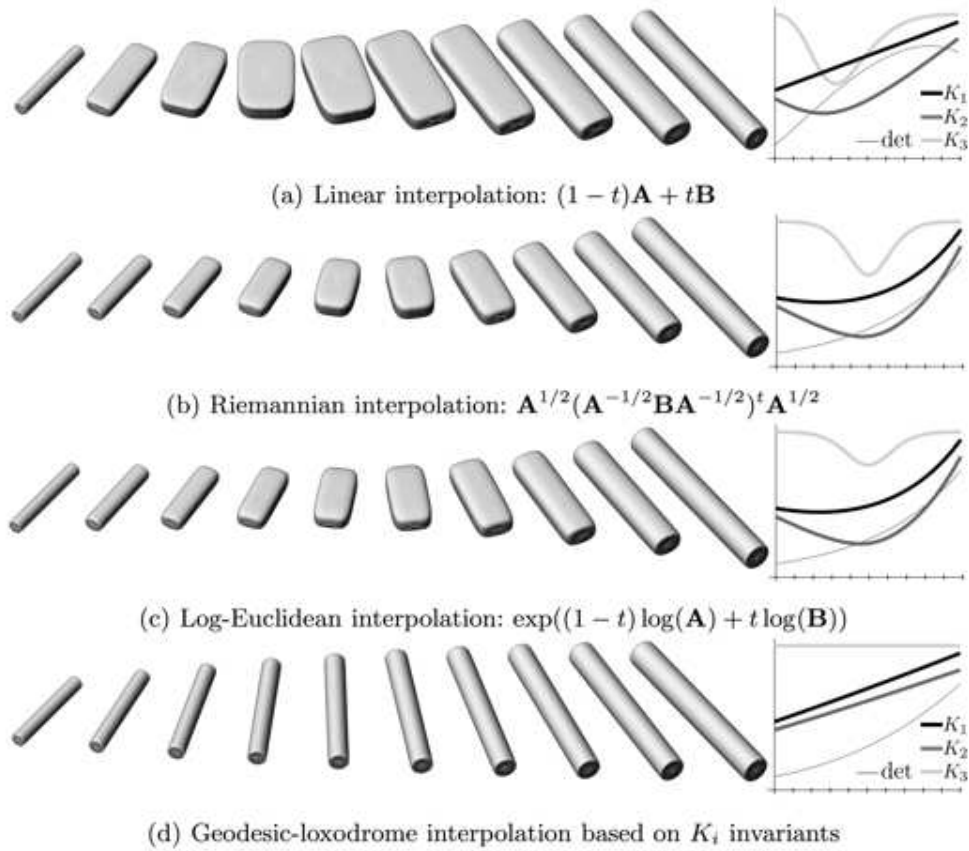 K₁
K₂
—det K₃
(a) Linear interpolation: (1 − t)A + tB
(b) Riemannian interpolation: A^{1/2}(A^{−1/2}BA^{−1/2})^tA^{1/2}
(c) Log-Euclidean interpolation: exp((1 − t) log(A) + t log(B))
K₁
K₂
—det K₃
(d) Geodesic-loxodrome interpolation based on Kᵢ invariants